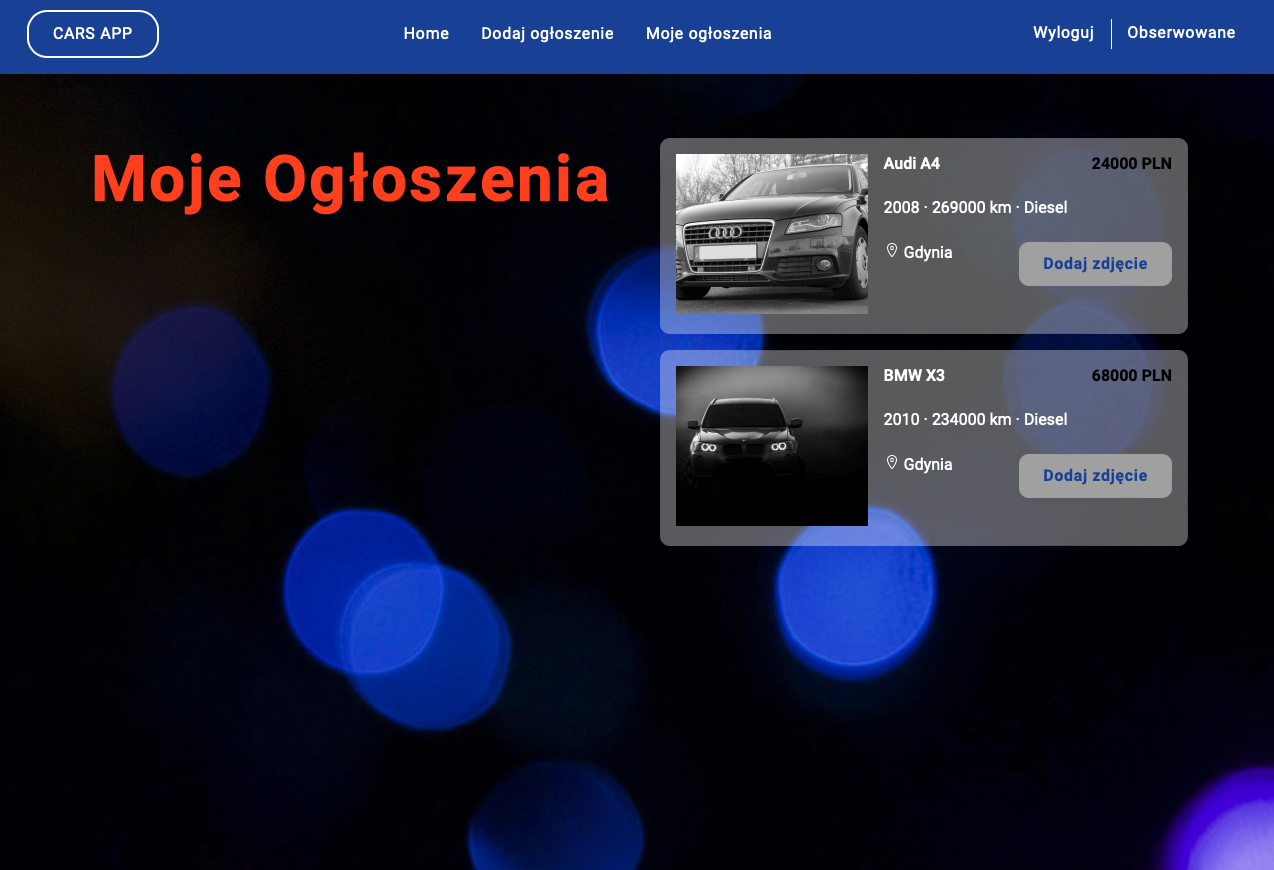 CARS APP
Home
Dodaj ogłoszenie
Moje ogłoszenia
Wyloguj
Obserwowane
Moje Ogłoszenia
Audi A4
24000 PLN
2008 · 269000 km · Diesel
Gdynia
Dodaj zdjęcie
BMW X3
68000 PLN
2010 · 234000 km · Diesel
Gdynia
Dodaj zdjęcie